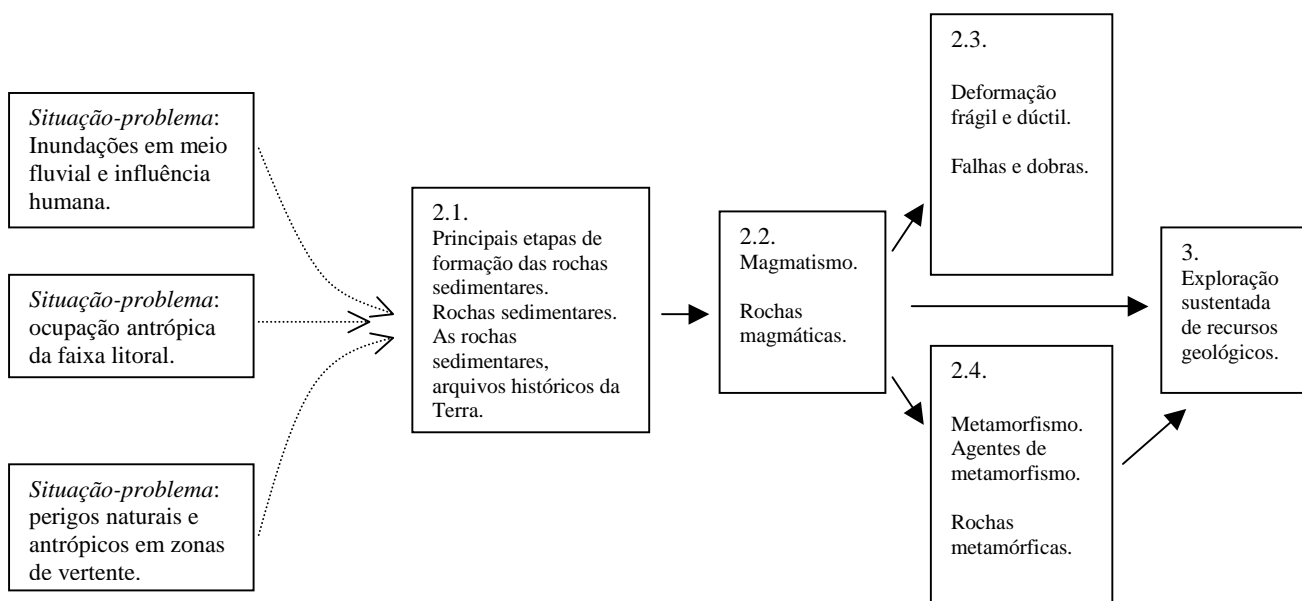 Situação-problema:
Inundações em meio
fluvial e influência
humana.
Situação-problema:
ocupação antrópica
da faixa litoral.
Situação-problema:
perigos naturais e
antrópicos em zonas
de vertente.
2.1.
Principais etapas de
formação das rochas
sedimentares.
Rochas sedimentares.
As rochas
sedimentares,
arquivos históricos da
Terra.
2.2.
Magmatismo.
Rochas
magmáticas.
2.3.
Deformação
frágil e dúctil.
Falhas e dobras.
2.4.
Metamorfismo.
Agentes de
metamorfismo.
Rochas
metamórficas.
3.
Exploração
sustentada
de recursos
geológicos.